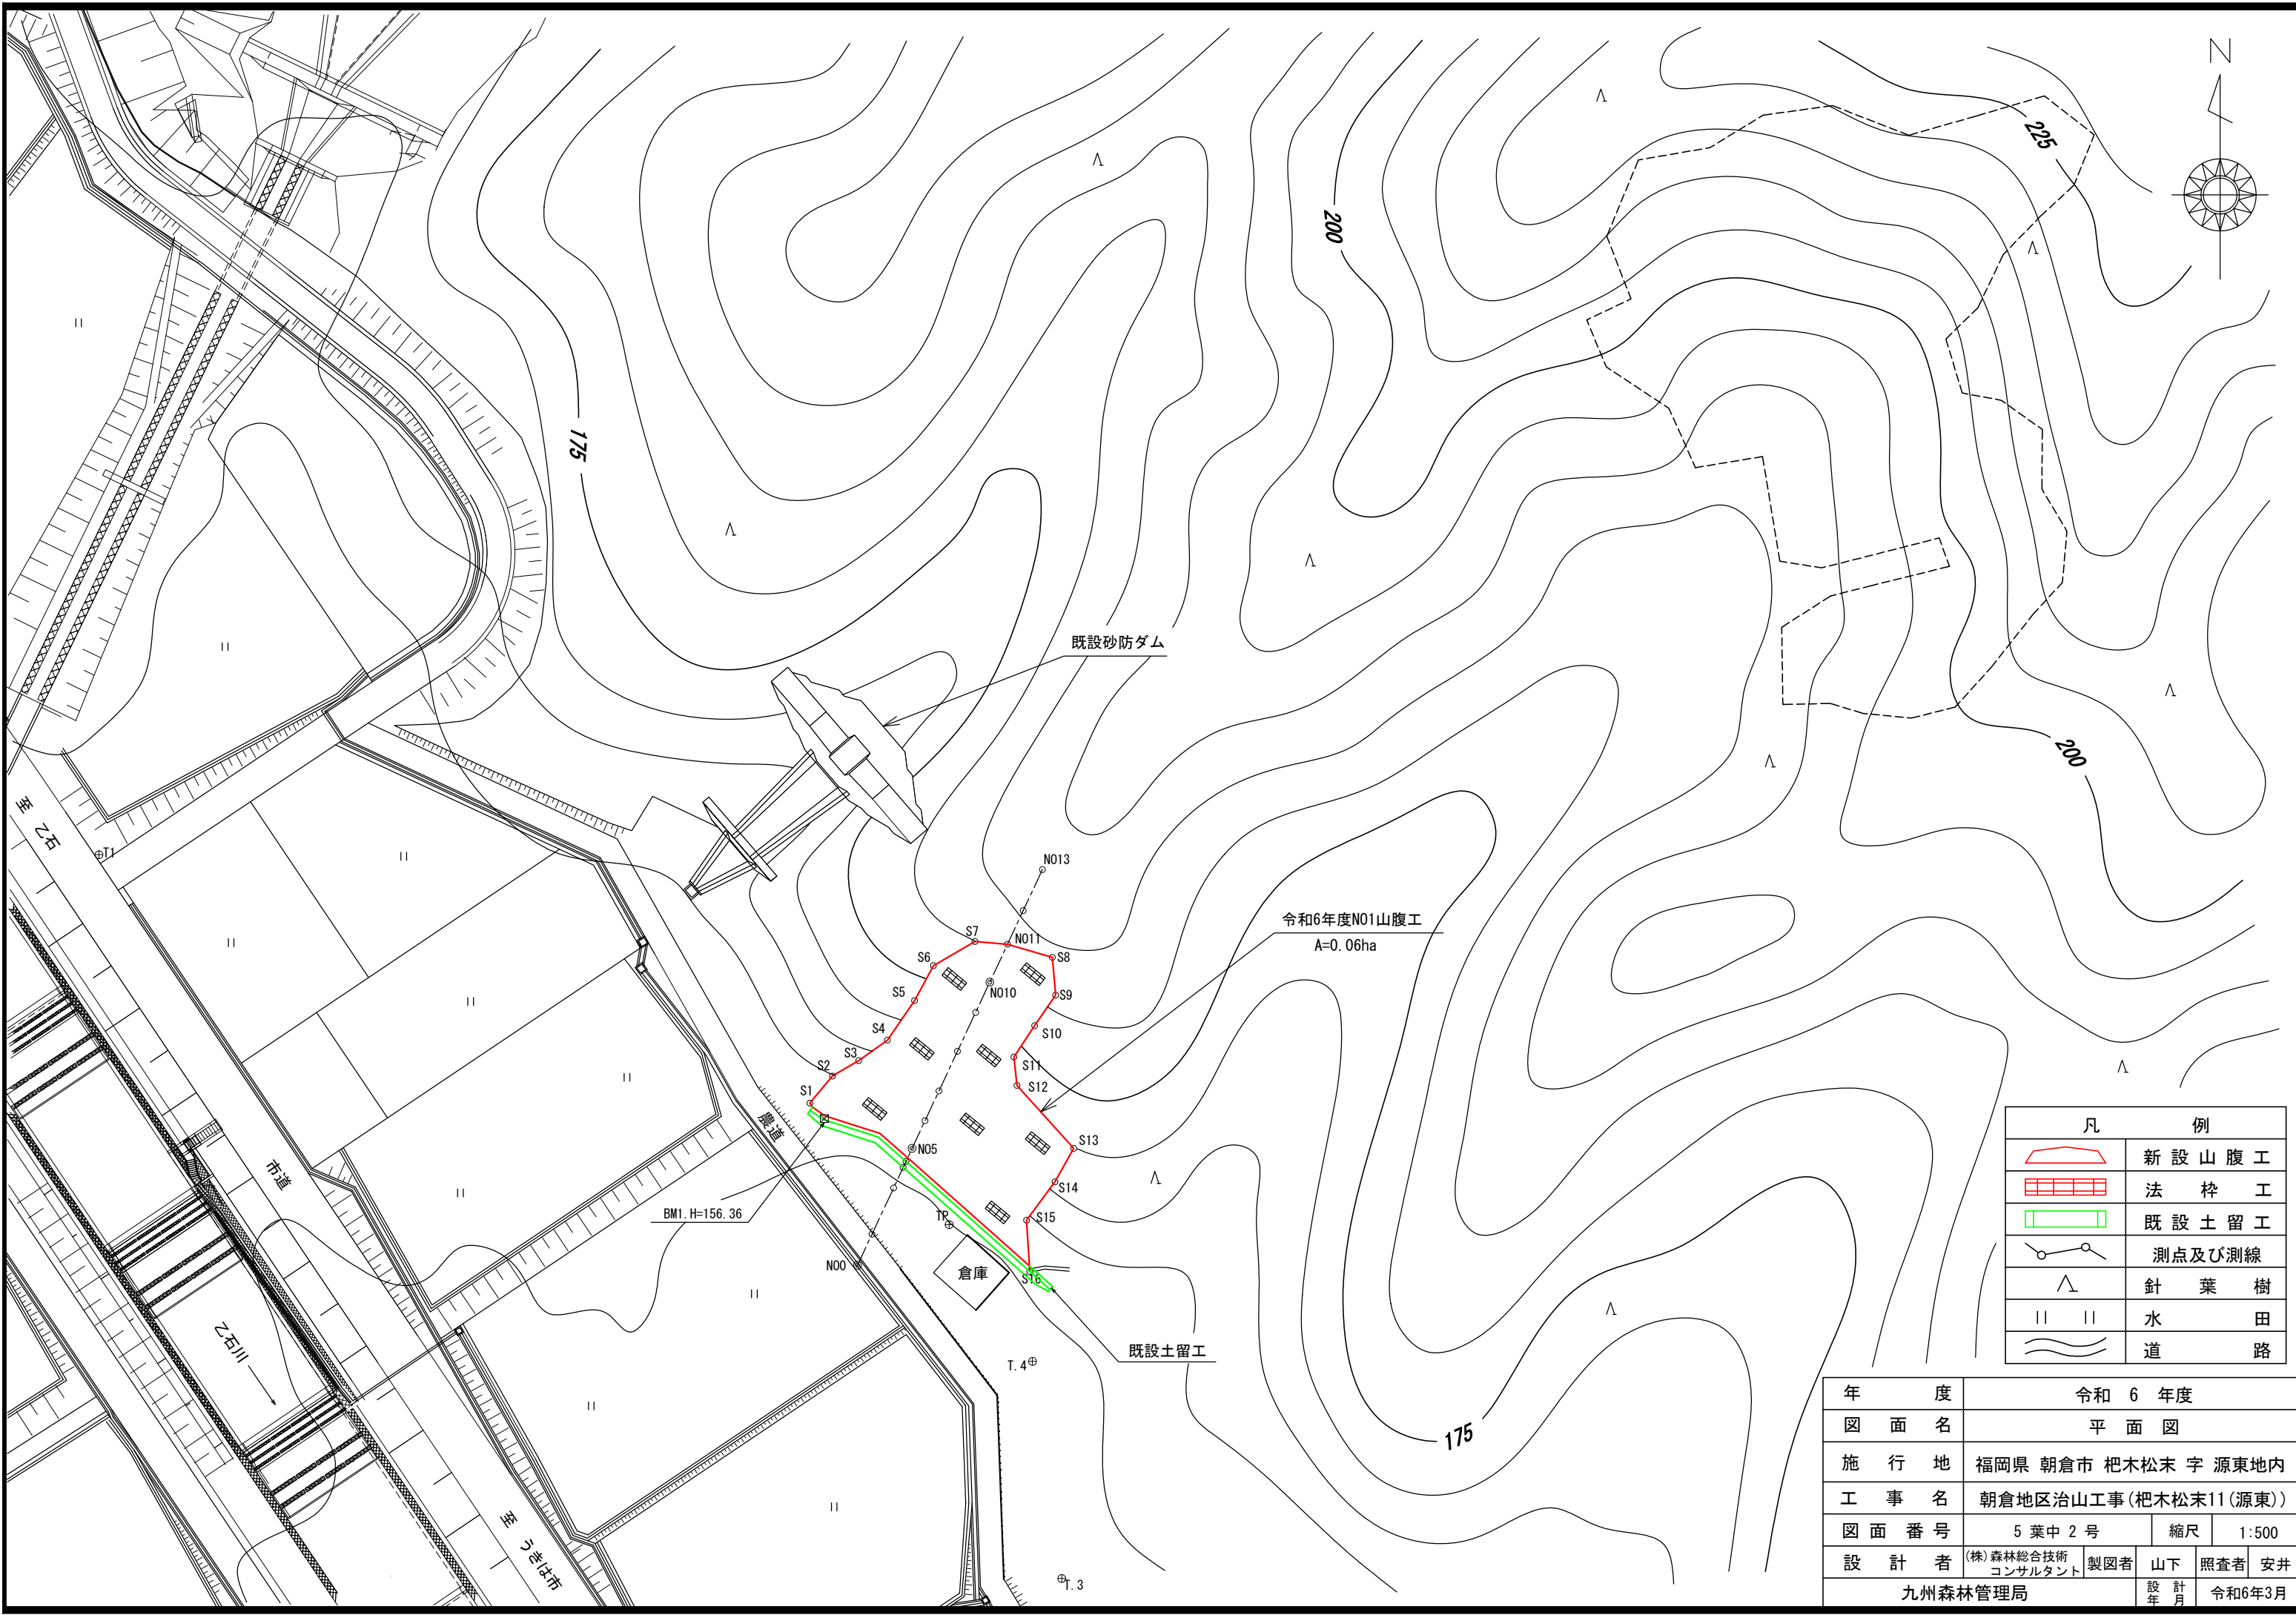 N
225
200
175
既設砂防ダム
至 乙石
T1
NO13
令和6年度NO1山腹工
A=0.06ha
S7
NO11
S6
S8
NO10
S5
S9
S4
S10
S3
S11
S2
S12
S1
農道
NO5
S13
市道
S14
BM1.H=156.36
TP
S15
NO0
倉庫
S16
乙石川
既設土留工
T.4
175
200
至 うきは市
T.3
凡 例
新設山腹工
法枠工
既設土留工
測点及び測線
針葉樹
水田
道路
年度 令和 6 年度
図面名 平面図
施行地 福岡県 朝倉市 杷木松末 字 源東地内
工事名 朝倉地区治山工事(杷木松末11(源東))
図面番号 5 葉中 2 号 縮尺 1:500
設計者 (株)森林総合技術コンサルタント 製図者 山下 照査者 安井
九州森林管理局 設計年月 令和6年3月